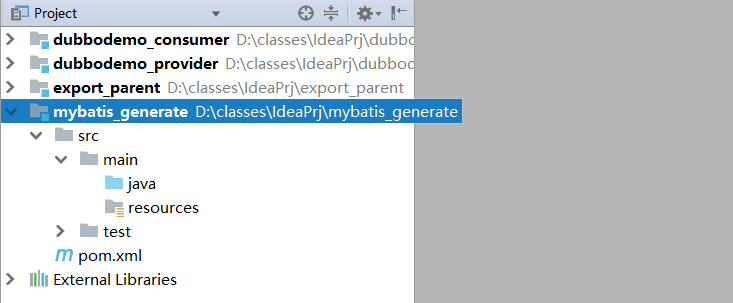 Project
dubbodemo_consumer D:\classes\IdeaPrj\dubbo
dubbodemo_provider D:\classes\IdeaPrj\dubbod
export_parent D:\classes\IdeaPrj\export_parent
mybatis_generate D:\classes\IdeaPrj\mybatis_generate
src
main
java
resources
test
m pom.xml
External Libraries